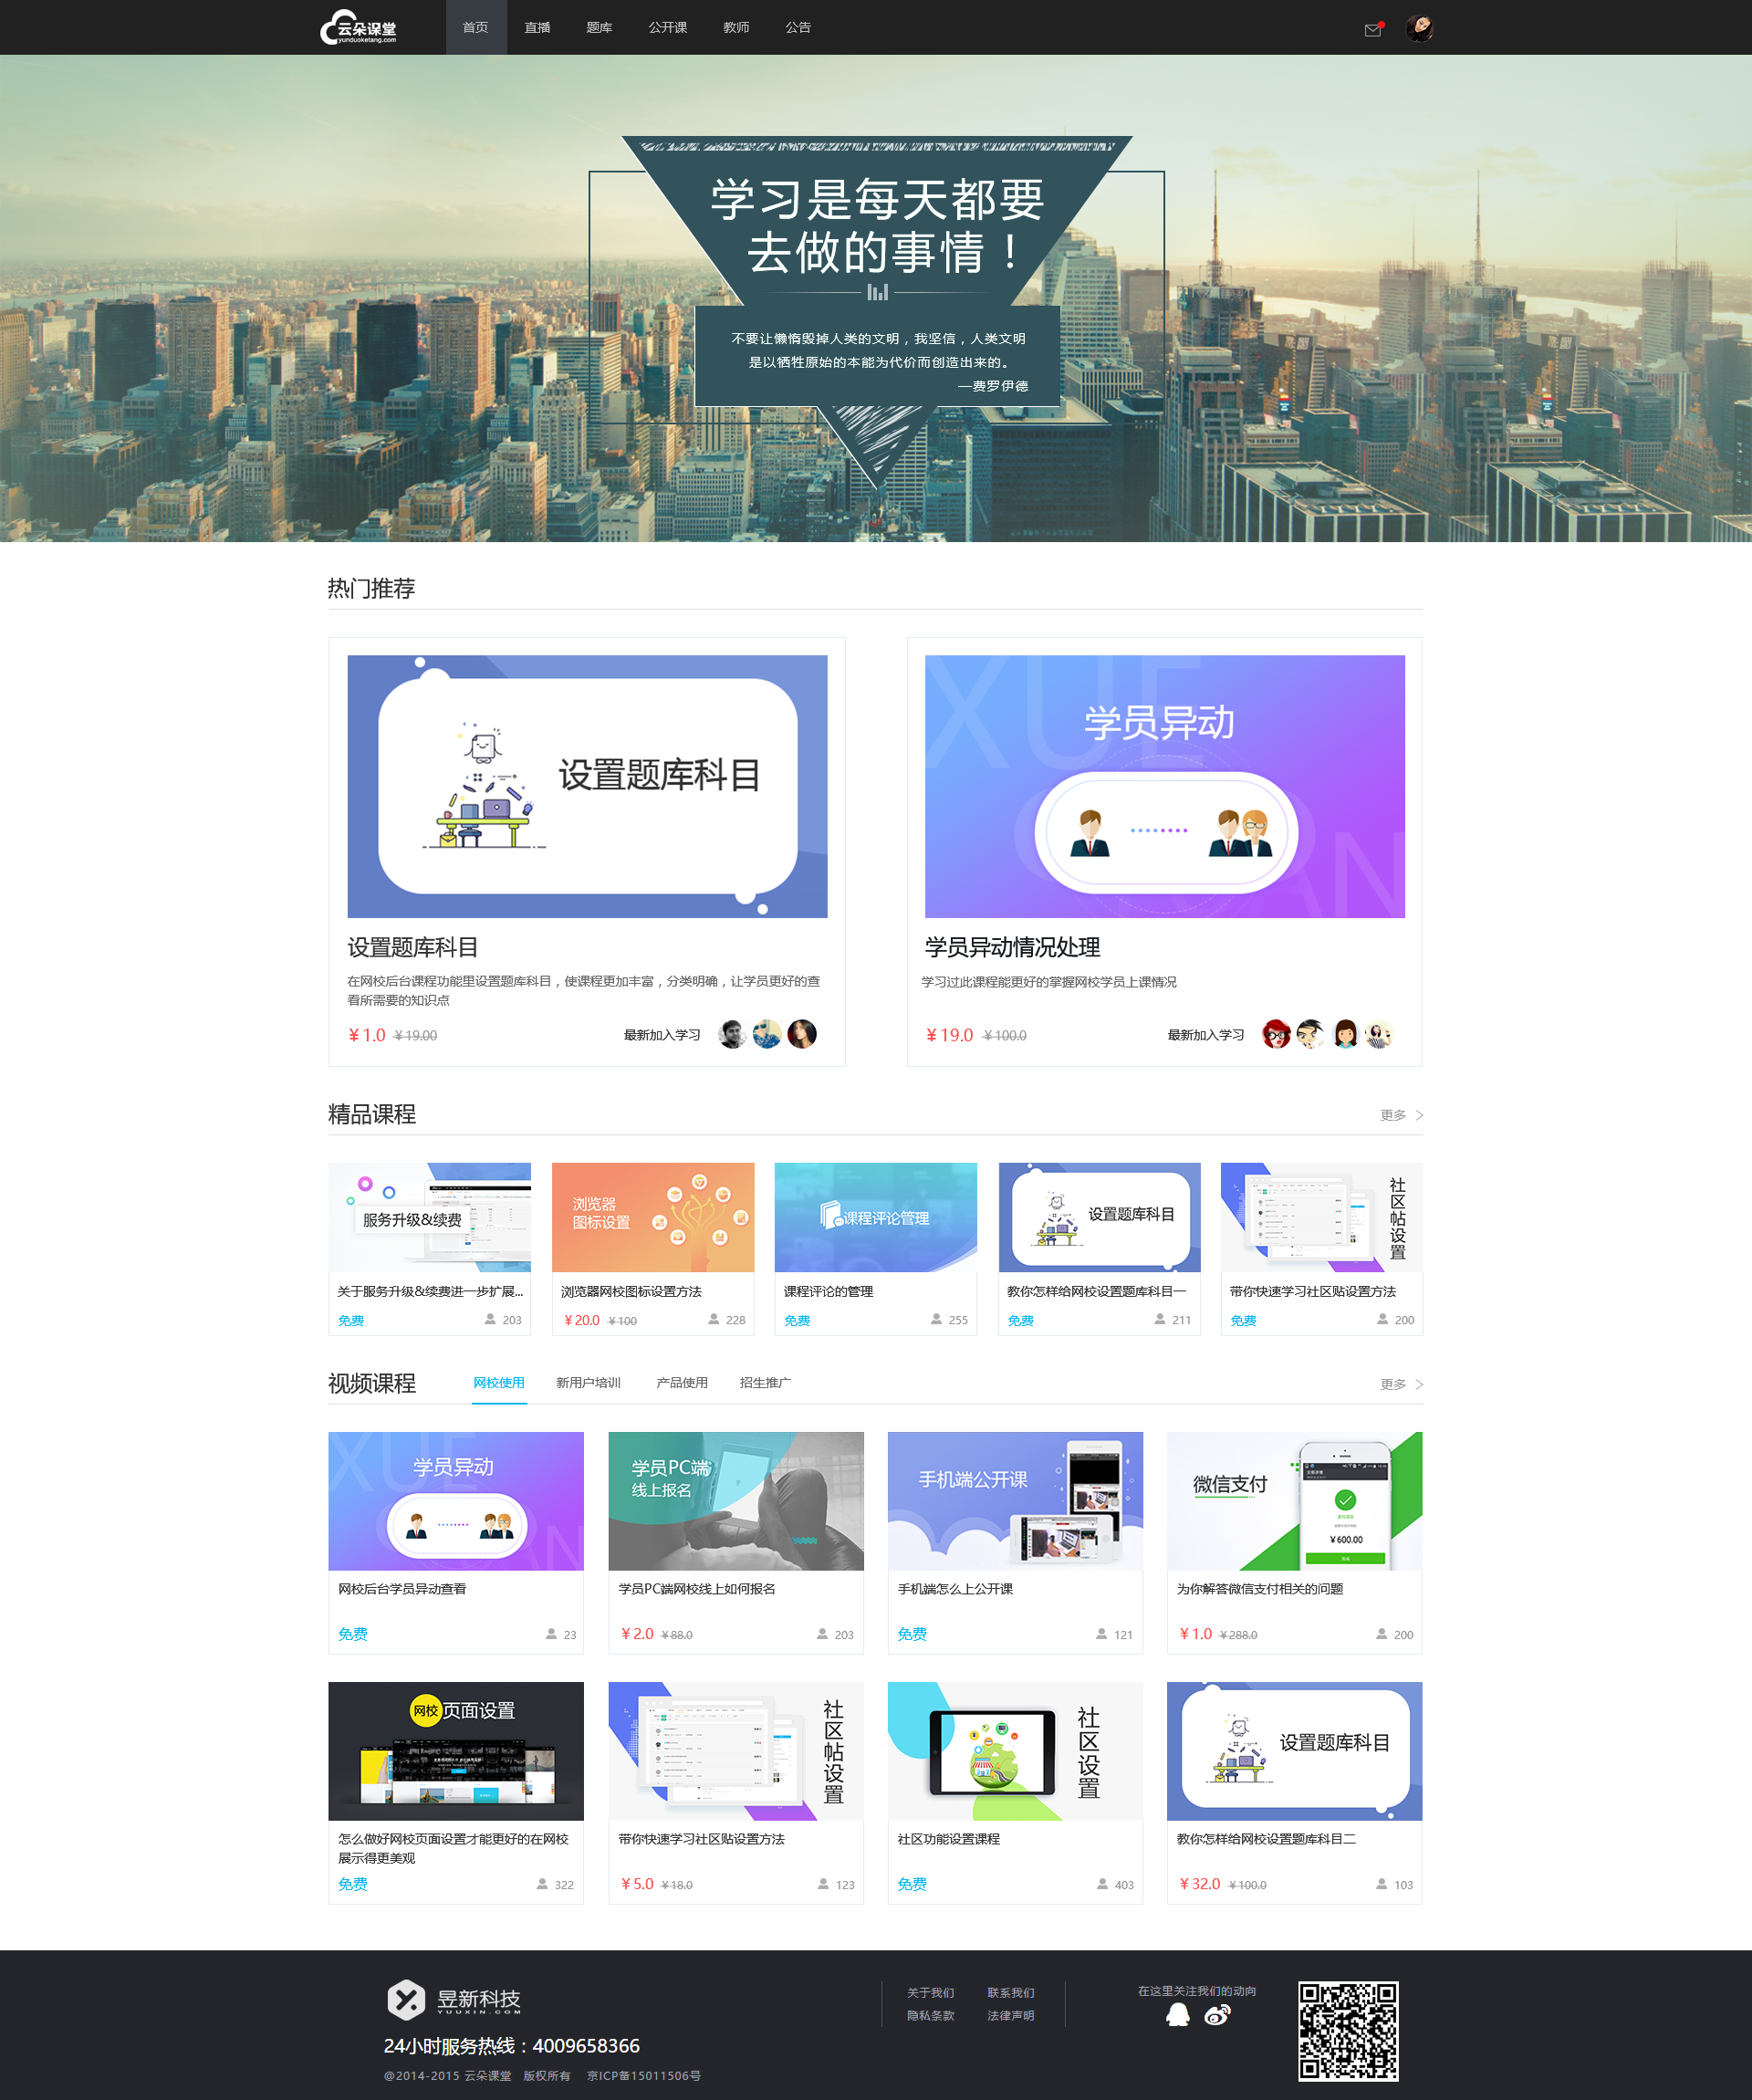 云朵课堂
yunduoketang.com
首页 直播 题库 公开课 教师 公告
学习是每天都要
去做的事情！
不要让懒惰毁掉人类的文明，我坚信，人类文明
是以牺牲原始的本能为代价而创造出来的。
—费罗伊德
热门推荐
设置题库科目
学员异动
设置题库科目
在网校后台课程功能里设置题库科目，使课程更加丰富，分类明确，让学员更好的查
看所需要的知识点
¥1.0 ¥19.00 最新加入学习
学员异动情况处理
学习过此课程能更好的掌握网校学员上课情况
¥19.0 ¥100.0 最新加入学习
精品课程 更多
服务升级&续费
关于服务升级&续费进一步扩展...
免费 203
浏览器
图标设置
浏览器网校图标设置方法
¥20.0 ¥100 228
课程评论管理
课程评论的管理
免费 255
设置题库科目
教你怎样给网校设置题库科目一
免费 211
社区帖设置
带你快速学习社区贴设置方法
免费 200
视频课程 网校使用 新用户培训 产品使用 招生推广 更多
学员异动
网校后台学员异动查看
免费 23
学员PC端
线上报名
学员PC端网校线上如何报名
¥2.0 ¥88.0 203
手机端公开课
手机端怎么上公开课
免费 121
微信支付
¥600.00
为你解答微信支付相关的问题
¥1.0 ¥288.0 200
网校页面设置
怎么做好网校页面设置才能更好的在网校
展示得更美观
免费 322
社区帖设置
带你快速学习社区贴设置方法
¥5.0 ¥18.0 123
社区设置
社区功能设置课程
免费 403
设置题库科目
教你怎样给网校设置题库科目二
¥32.0 ¥100.0 103
昱新科技
YUUXIN.COM
24小时服务热线：4009658366
@2014-2015 云朵课堂 版权所有 京ICP备15011506号
关于我们 联系我们
隐私条款 法律声明
在这里关注我们的动向